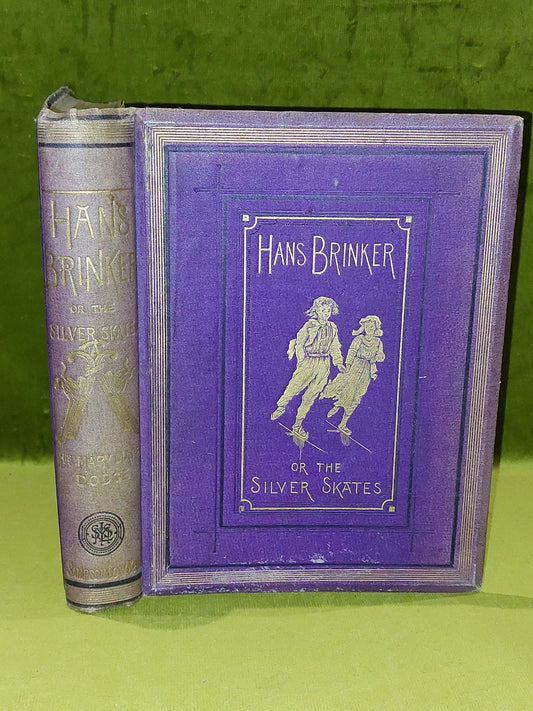 HANS
BRINKER
OR THE
SILVER SKATES
DODGE
HANS BRINKER
OR THE
SILVER SKATES